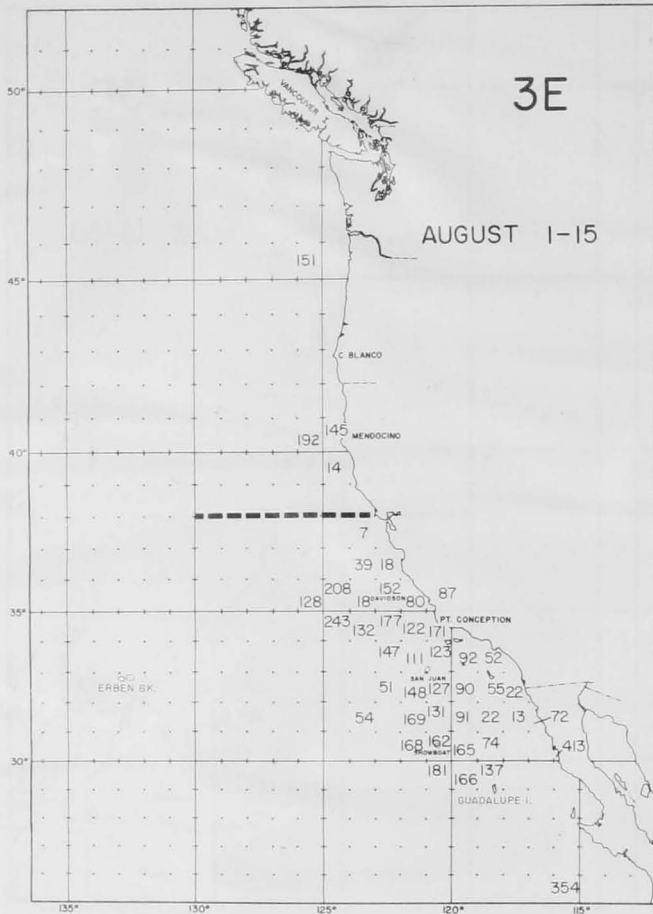 3E
50°
VANCOUVER
AUGUST 1-15
151
45°
C. BLANCO
145
192
MENDOCINO
40°
14
7
39 18
208 152 87
128 18 DAVIDSON 80
35°
243 177 PT. CONCEPTION
132 122 171
147 123
111 92 52
SAN JUAN
ERBEN BK.
51 148 127 90 55 22
54 169 131 91 22 13 72
168 162 165 74 413
SHOWBOAT
30°
181 166 137
GUADALUPE I.
354
135° 130° 125° 120° 115°